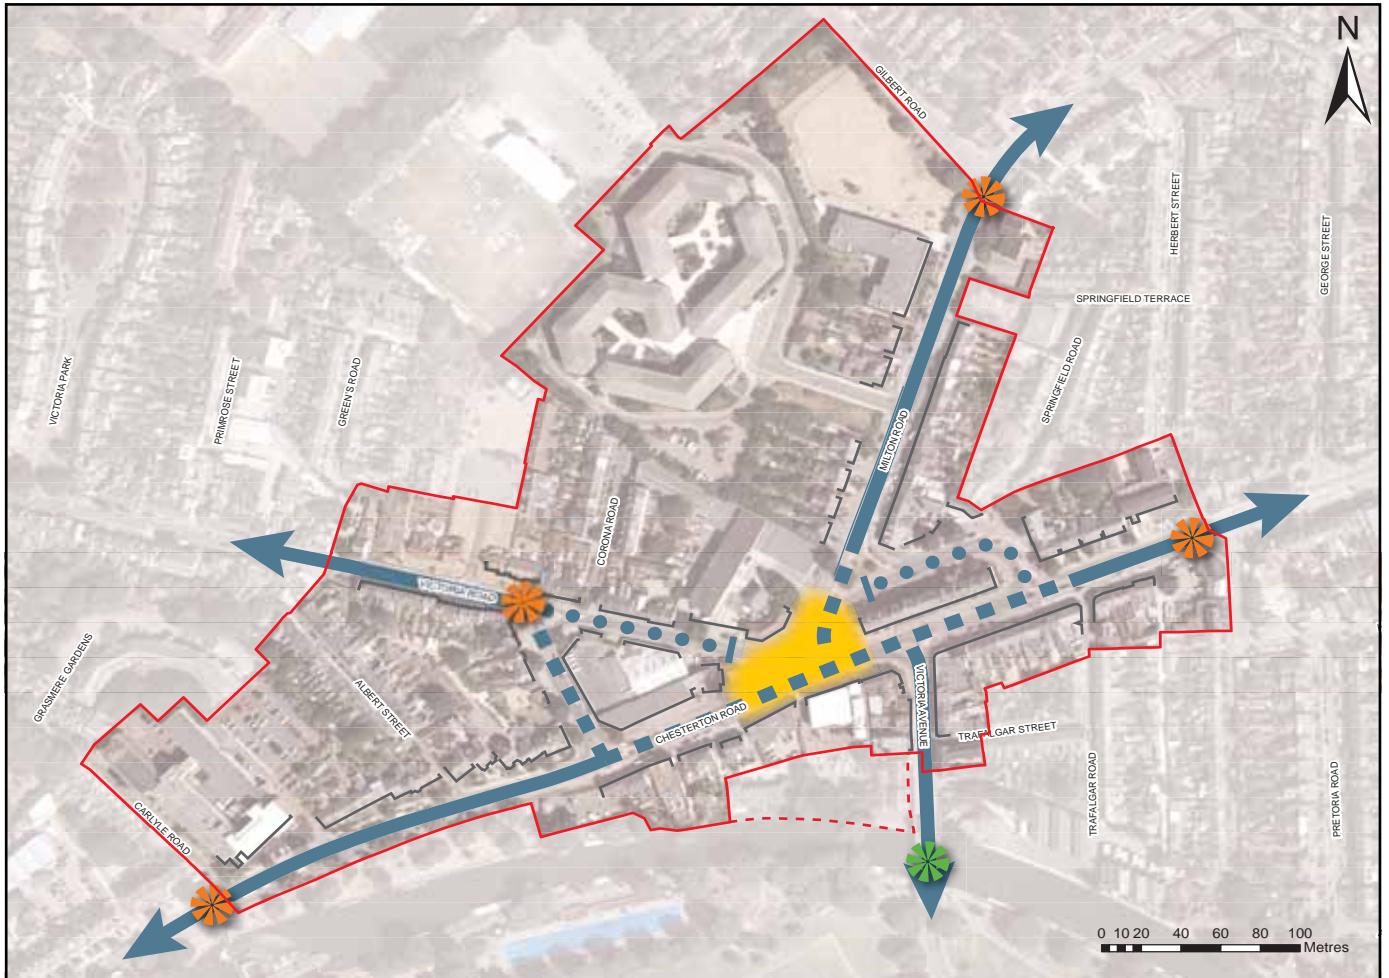 N
GILBERT ROAD
HERBERT STREET
GEORGE STREET
SPRINGFIELD TERRACE
SPRINGFIELD ROAD
VICTORIA PARK
PRIMROSE STREET
GREEN'S ROAD
MILTON ROAD
CORONA ROAD
VICTORIA ROAD
GRASMERE GARDENS
ALBERT STREET
CHESTERTON ROAD
VICTORIA AVENUE
TRAFALGAR STREET
TRAFALGAR ROAD
PRETORIA ROAD
CARLYLE ROAD
0 10 20 40 60 80 100
Metres